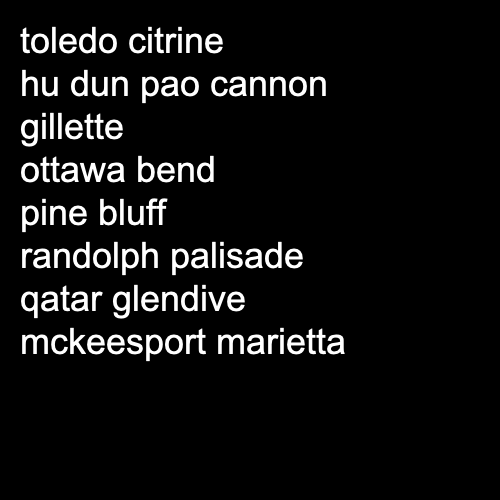 toledo citrine
hu dun pao cannon
gillette
ottawa bend
pine bluff
randolph palisade
qatar glendive
mckeesport marietta